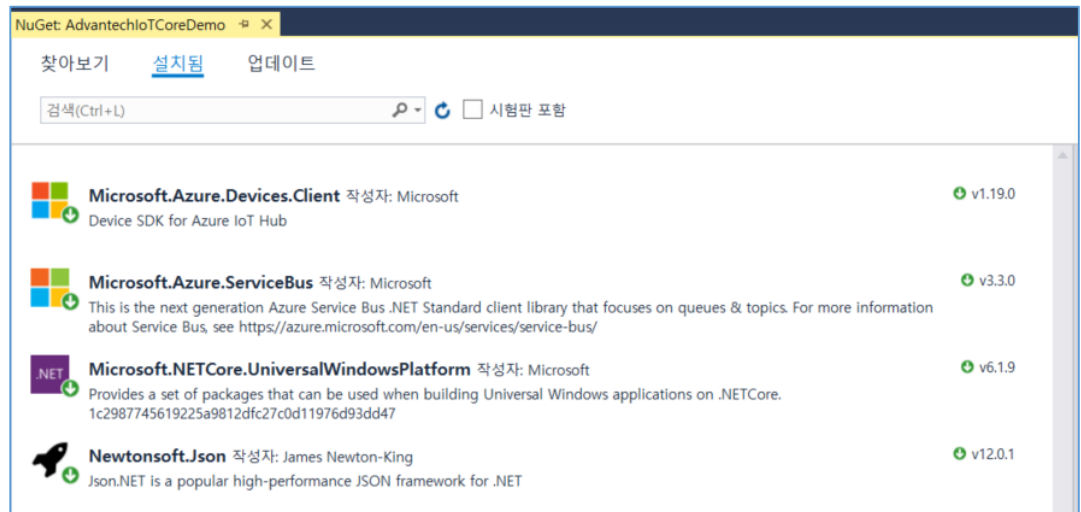 NuGet: AdvantechIoTCoreDemo
찾아보기 설치됨 업데이트
검색(Ctrl+L) 시험판 포함
Microsoft.Azure.Devices.Client 작성자: Microsoft v1.19.0
Device SDK for Azure IoT Hub
Microsoft.Azure.ServiceBus 작성자: Microsoft v3.3.0
This is the next generation Azure Service Bus .NET Standard client library that focuses on queues & topics. For more information
about Service Bus, see https://azure.microsoft.com/en-us/services/service-bus/
.NET Microsoft.NETCore.UniversalWindowsPlatform 작성자: Microsoft v6.1.9
Provides a set of packages that can be used when building Universal Windows applications on .NETCore.
1c2987745619225a9812dfc27c0d11976d93dd47
Newtonsoft.Json 작성자: James Newton-King v12.0.1
Json.NET is a popular high-performance JSON framework for .NET